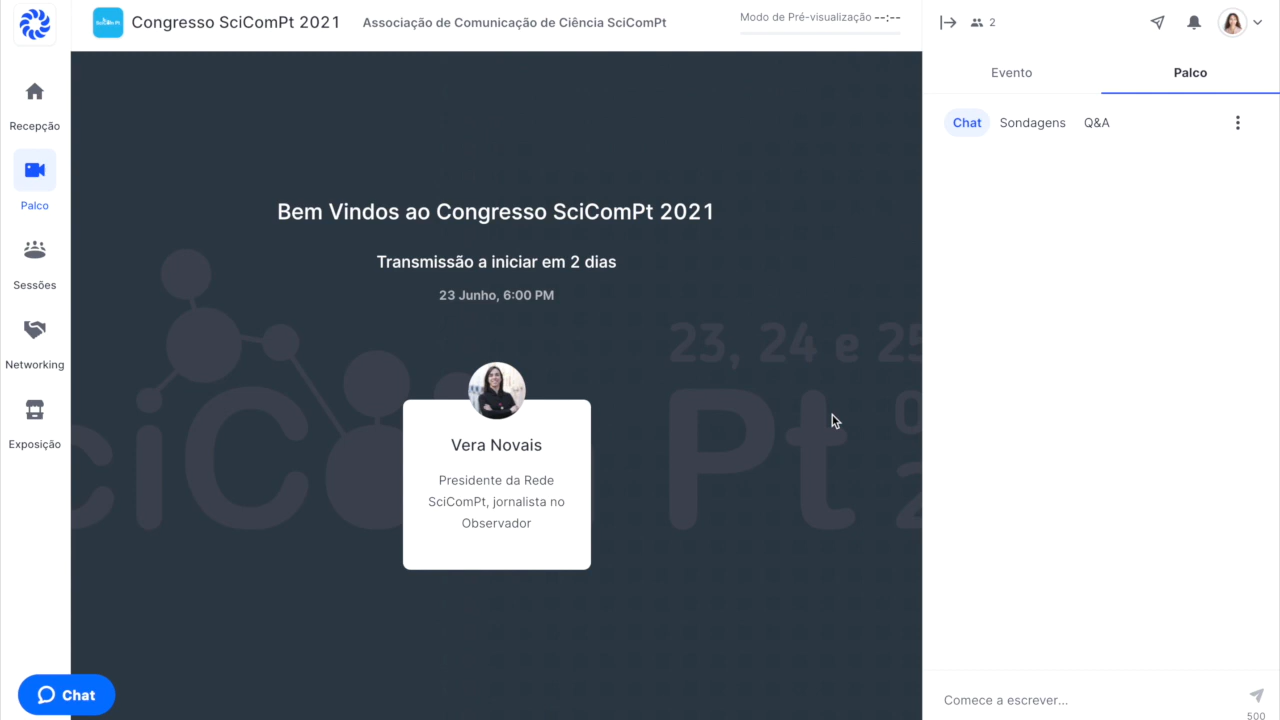 Congresso SciComPt 2021
Associação de Comunicação de Ciência SciComPt
Modo de Pré-visualização --:--
2
Recepção
Palco
Sessões
Networking
Exposição
Bem Vindos ao Congresso SciComPt 2021
Transmissão a iniciar em 2 dias
23 Junho, 6:00 PM
23, 24 e 25
SciCom Pt
Vera Novais
Presidente da Rede
SciComPt, jornalista no
Observador
Evento
Palco
Chat
Sondagens
Q&A
Comece a escrever...
500
Chat